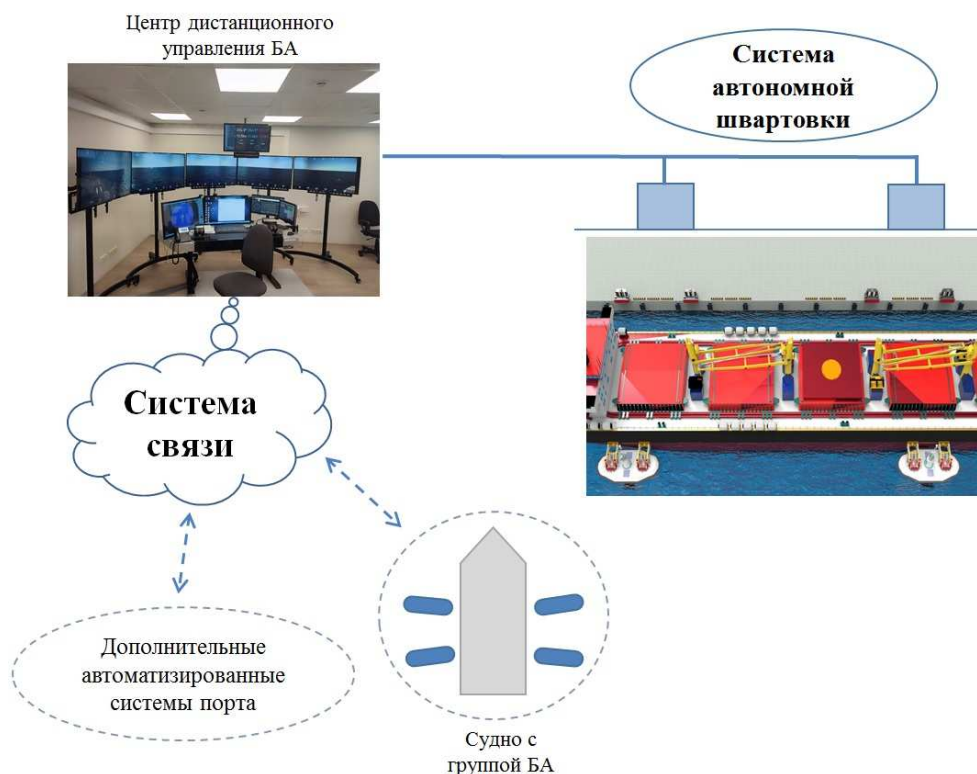 Центр дистанционного
управления БА
Система
автономной
швартовки
Система
связи
Дополнительные
автоматизированные
системы порта
Судно с
группой БА